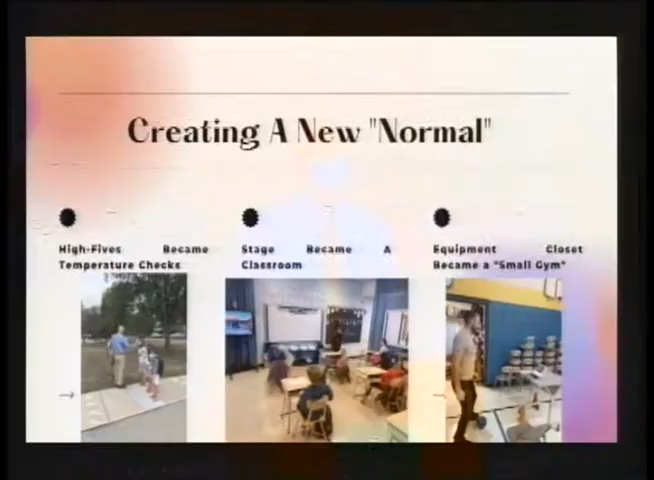 Creating A New "Normal"
High-Fives Became
Temperature Checks
Stage Became A
Classroom
Equipment Closet
Became a "Small Gym"